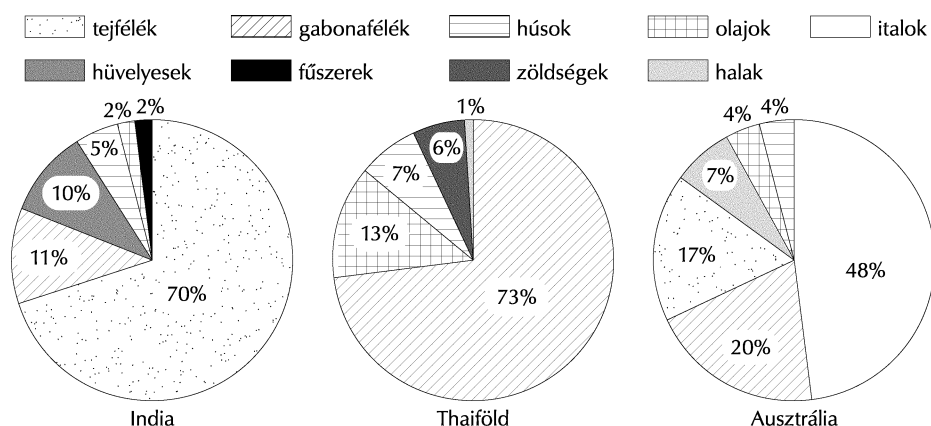 tejfélék gabonafélék húsok olajok italok
hüvelyesek fűszerek zöldségek halak
2% 2% 1% 4% 4%
5% 6%
10% 7% 7%
11% 13% 17% 48%
70% 73%
20%
India Thaiföld Ausztrália